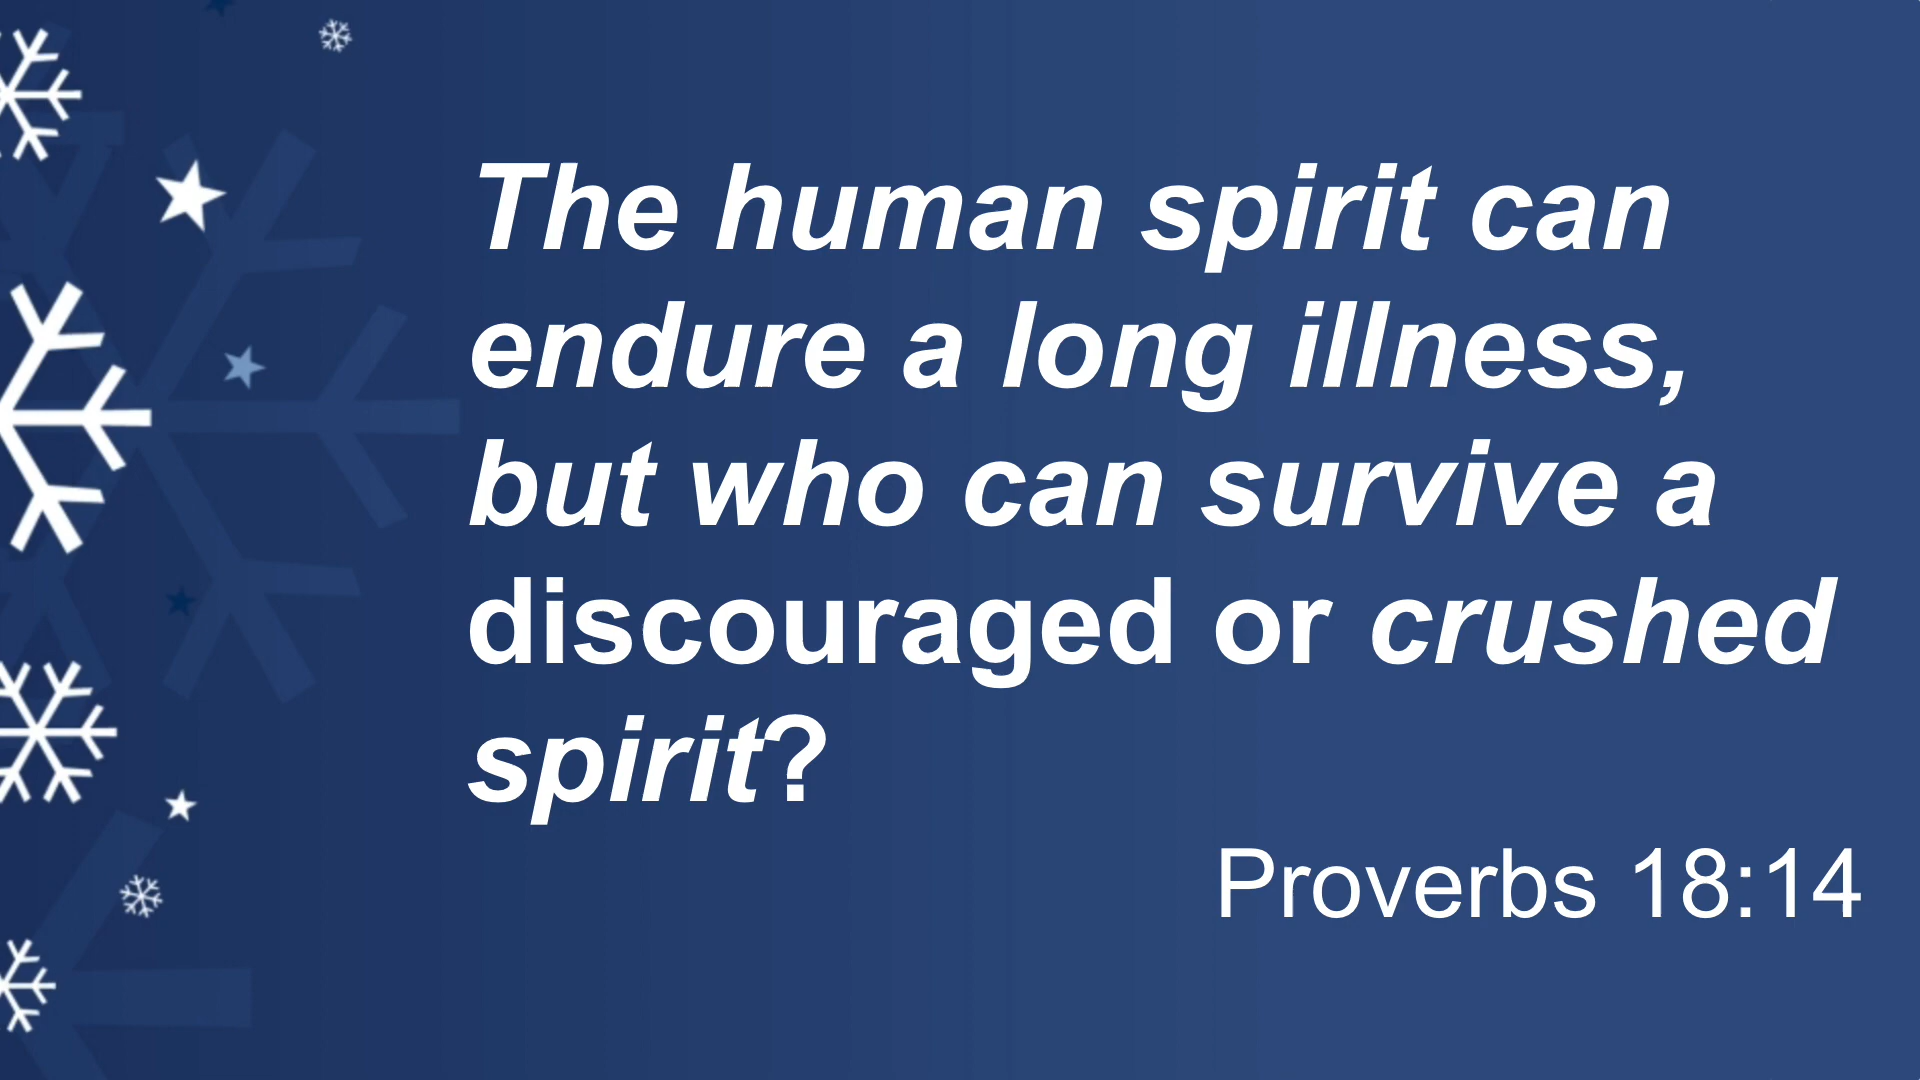 The human spirit can
endure a long illness,
but who can survive a
discouraged or crushed
spirit?
Proverbs 18:14